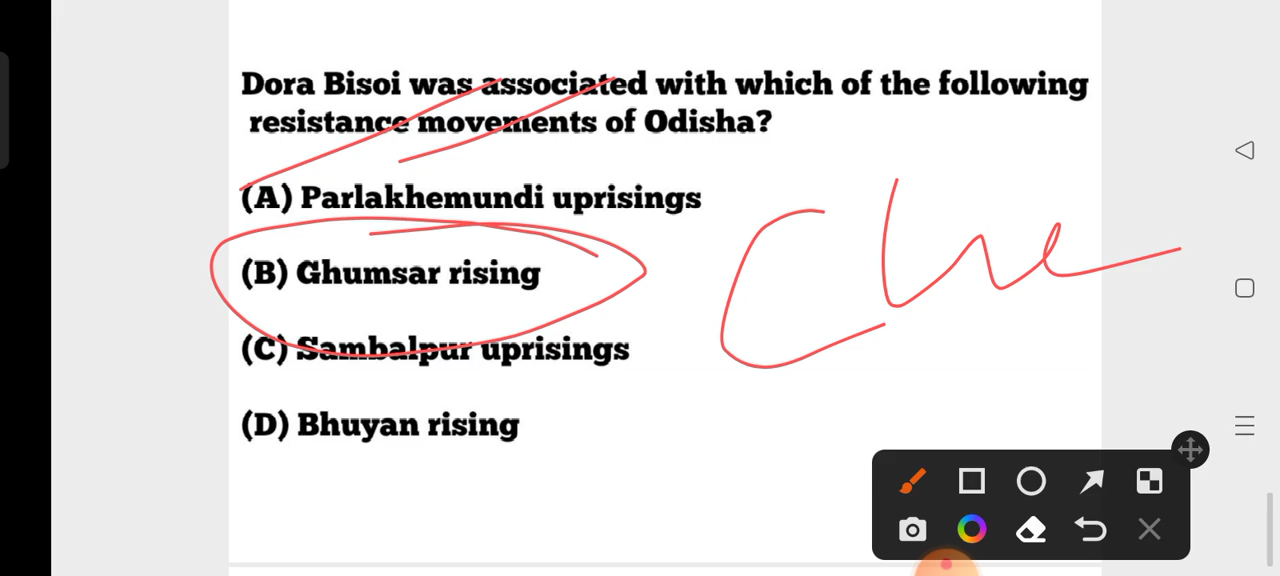 Dora Bisoi was associated with which of the following
resistance movements of Odisha?
(A) Parlakhemundi uprisings
(B) Ghumsar rising
Che
(C) Sambalpur uprisings
(D) Bhuyan rising